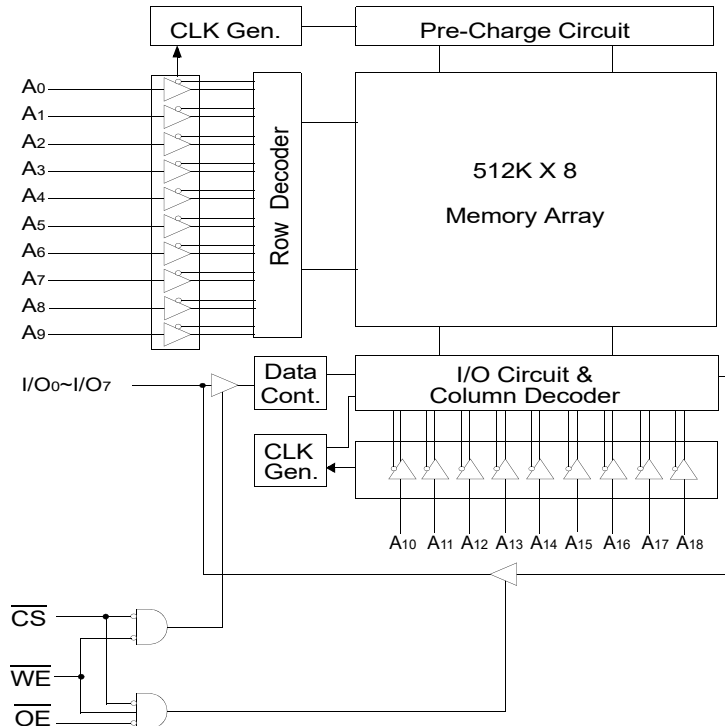 CLK Gen.
Pre-Charge Circuit
A0
A1
A2
A3
A4
A5
A6
A7
A8
A9
Row Decoder
512K X 8
Memory Array
I/O0~I/O7
Data
Cont.
I/O Circuit &
Column Decoder
CLK
Gen.
A10 A11 A12 A13 A14 A15 A16 A17 A18
CS
WE
OE